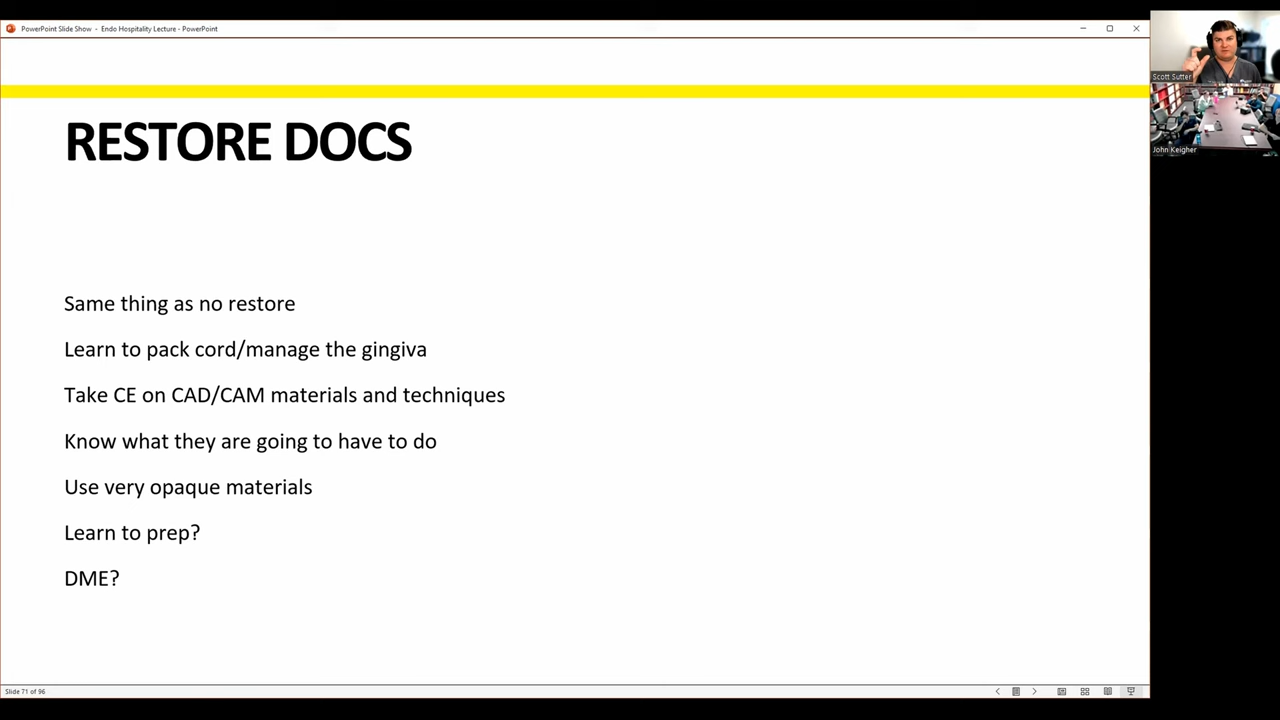 PowerPoint Slide Show - Endo Hospitality Lecture - PowerPoint
Scott Sutter
John Keigher
RESTORE DOCS
Same thing as no restore
Learn to pack cord/manage the gingiva
Take CE on CAD/CAM materials and techniques
Know what they are going to have to do
Use very opaque materials
Learn to prep?
DME?
Slide 71 of 96